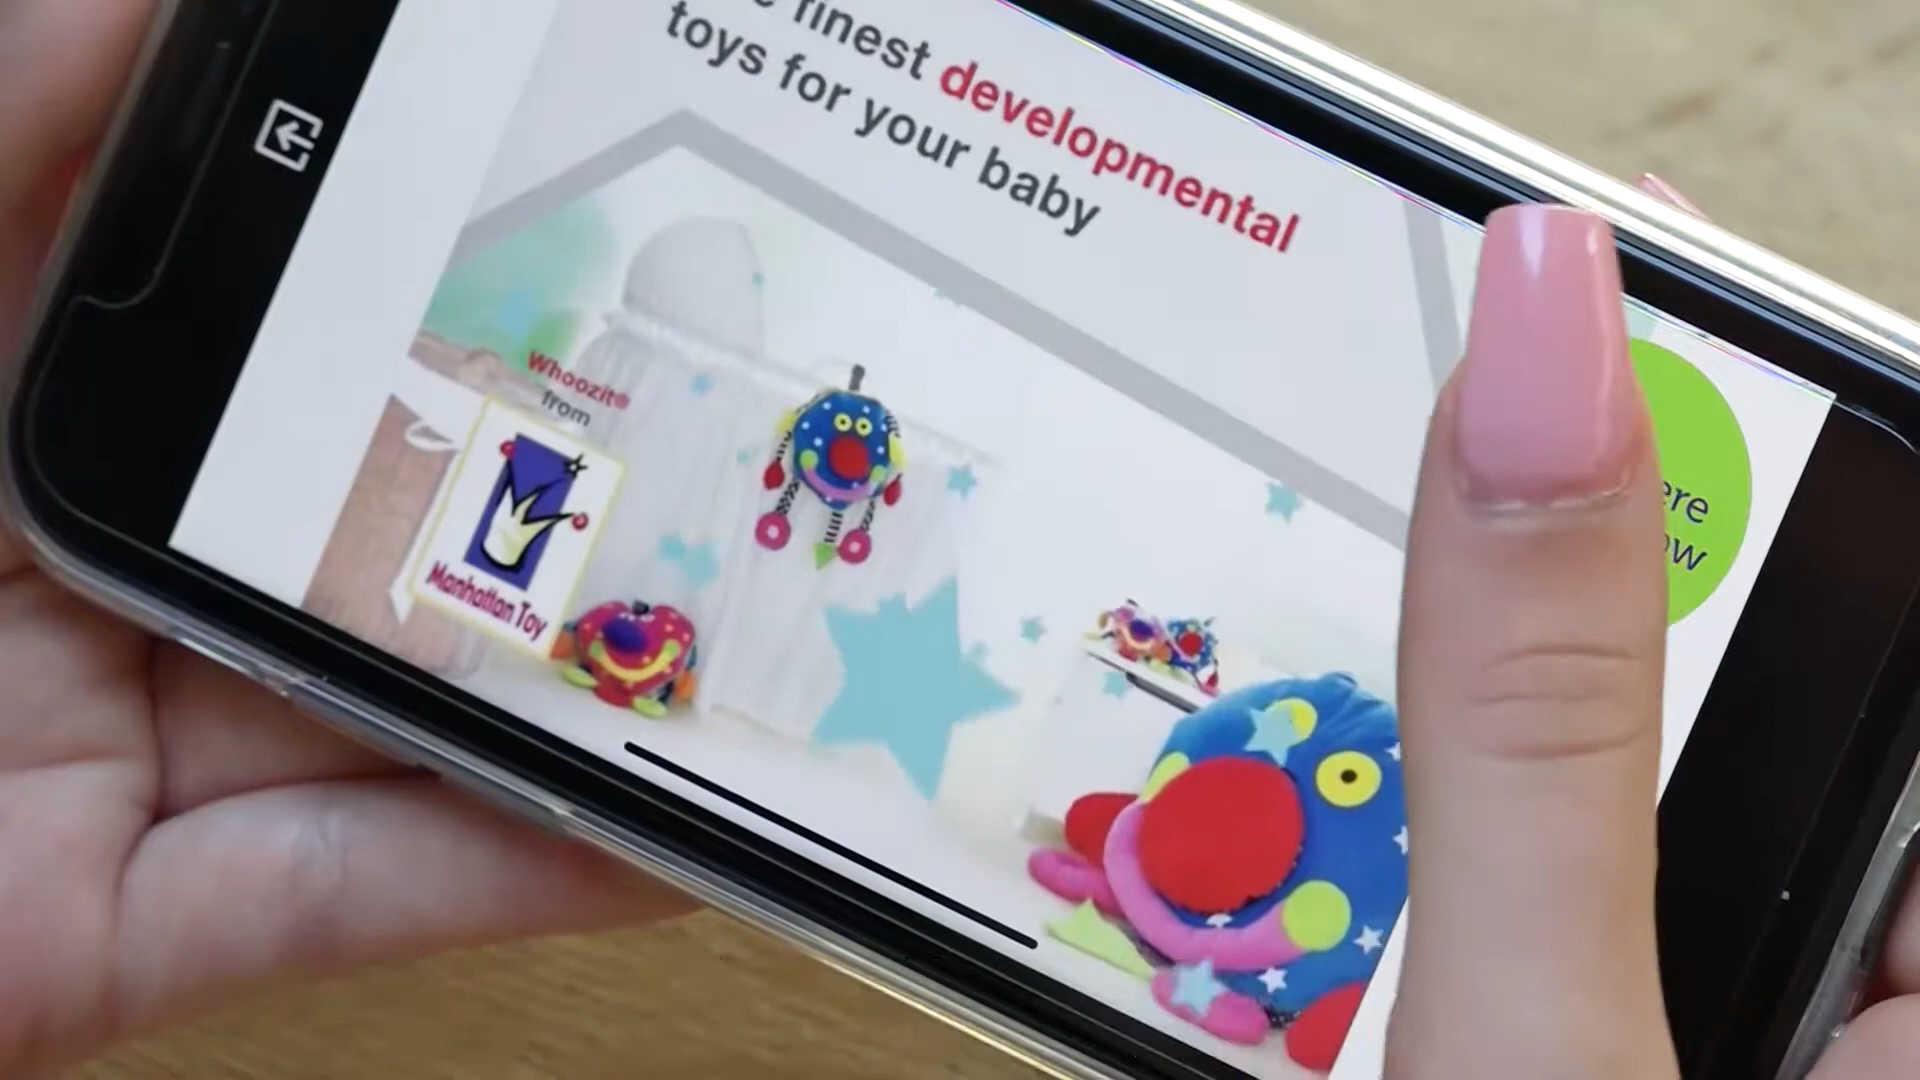 finest developmental
toys for your baby
Whoozit®
from
Manhattan Toy